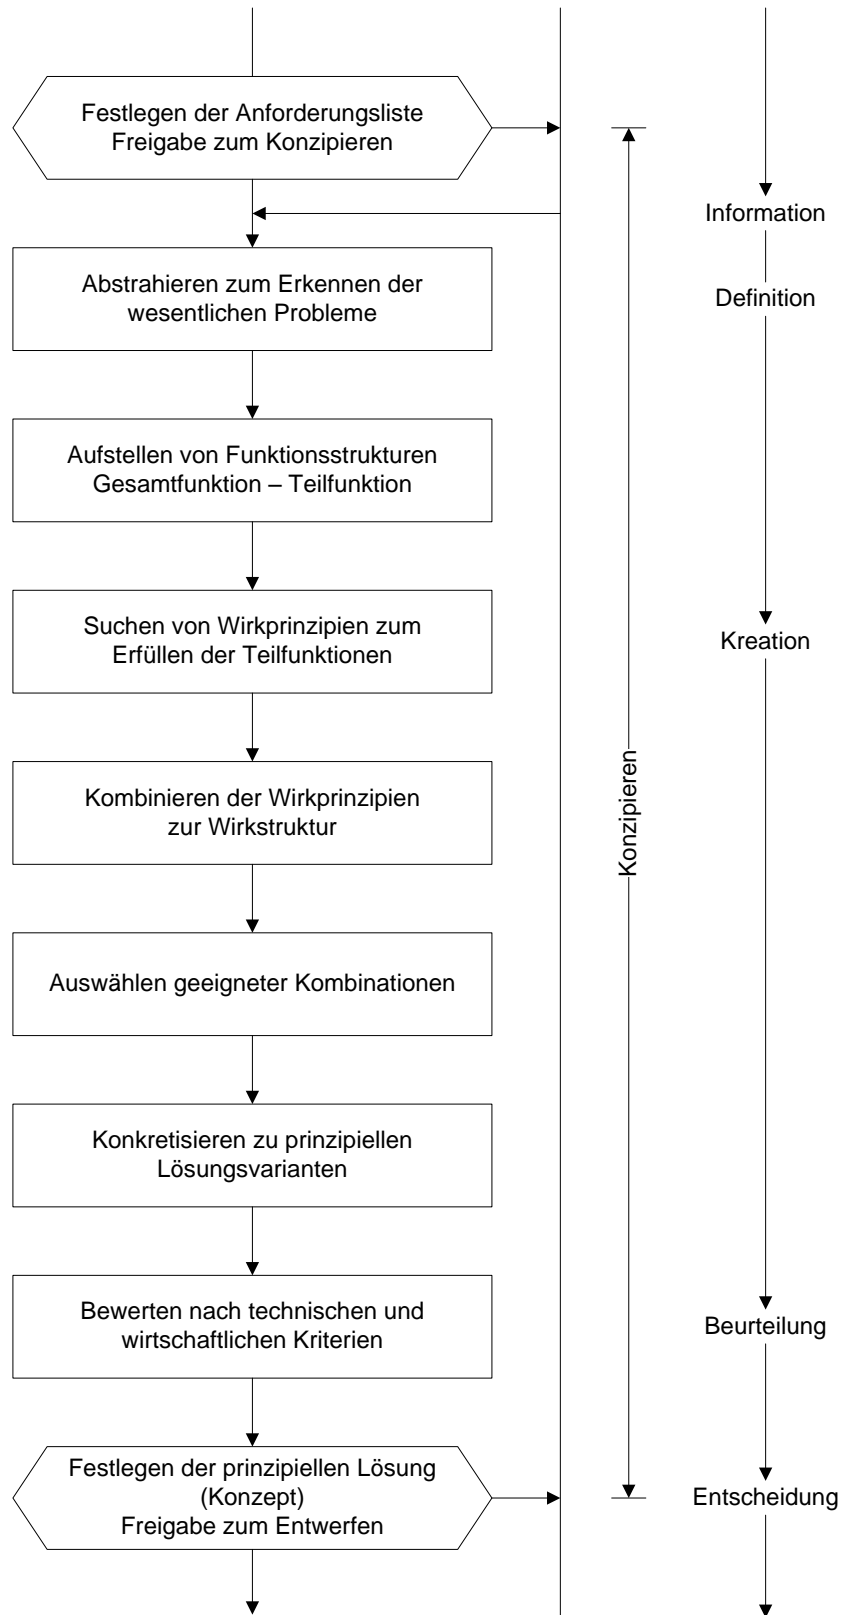 Festlegen der Anforderungsliste
Freigabe zum Konzipieren
Information
Abstrahieren zum Erkennen der
wesentlichen Probleme
Definition
Aufstellen von Funktionsstrukturen
Gesamtfunktion – Teilfunktion
Suchen von Wirkprinzipien zum
Erfüllen der Teilfunktionen
Kreation
Kombinieren der Wirkprinzipien
zur Wirkstruktur
Konzipieren
Auswählen geeigneter Kombinationen
Konkretisieren zu prinzipiellen
Lösungsvarianten
Bewerten nach technischen und
wirtschaftlichen Kriterien
Beurteilung
Festlegen der prinzipiellen Lösung
(Konzept)
Freigabe zum Entwerfen
Entscheidung